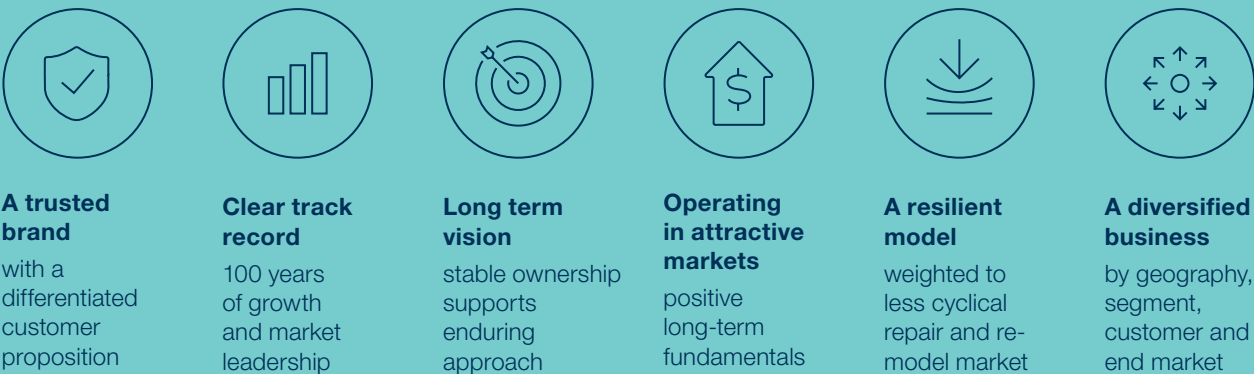 A trusted
brand
with a
differentiated
customer
proposition
Clear track
record
100 years
of growth
and market
leadership
Long term
vision
stable ownership
supports
enduring
approach
Operating
in attractive
markets
positive
long-term
fundamentals
A resilient
model
weighted to
less cyclical
repair and re-
model market
A diversified
business
by geography,
segment,
customer and
end market